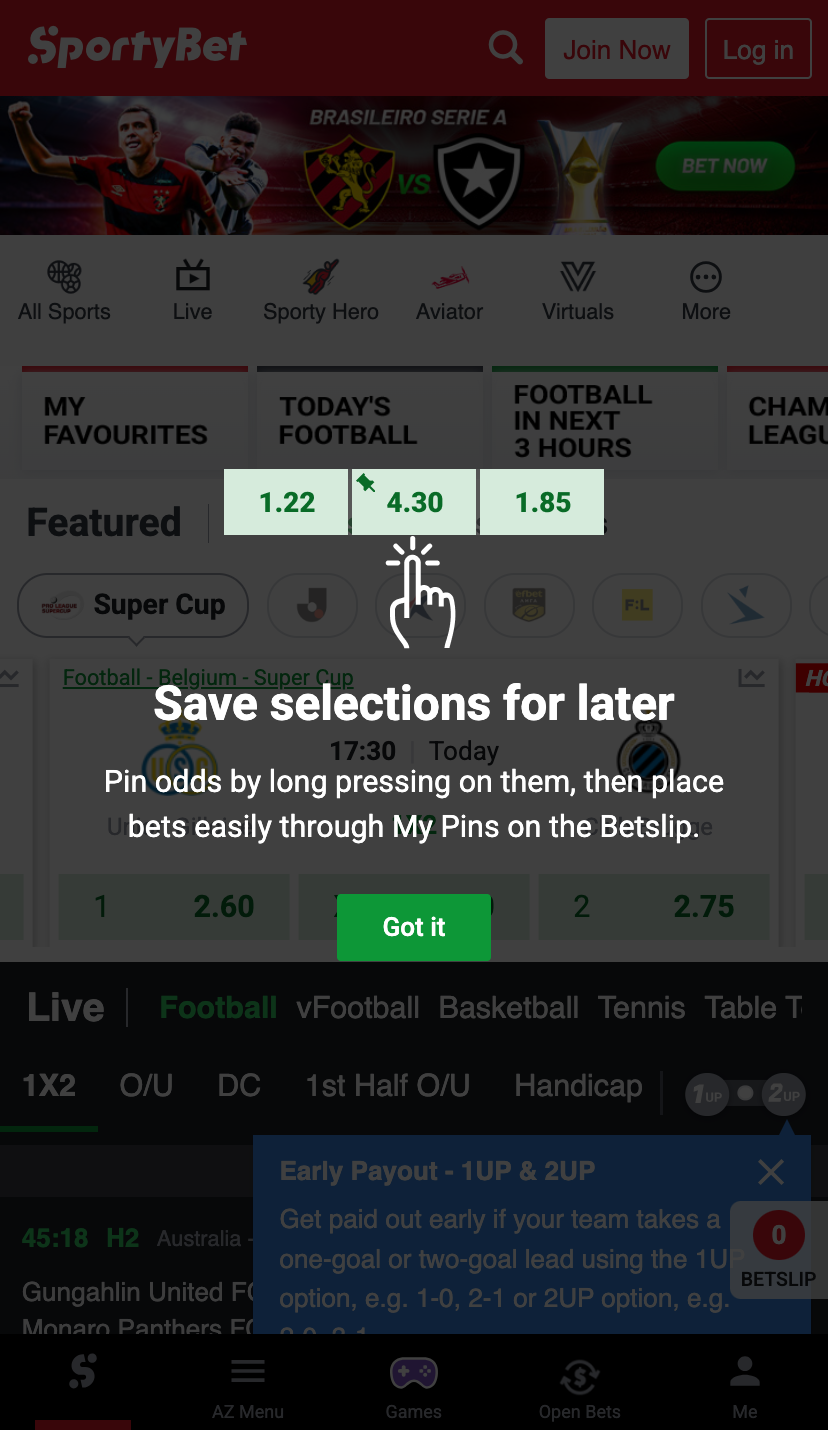 SportyBet
Join Now
Log in
BRASILEIRO SERIE A
VS
BET NOW
All Sports
Live
Sporty Hero
Aviator
Virtuals
More
MY
FAVOURITES
TODAY'S
FOOTBALL
FOOTBALL
IN NEXT
3 HOURS
CHAM
LEAGU
1.22
4.30
1.85
Featured
PRO LEAGUE
SUPERCUP
Super Cup
efbet
F:L
Football - Belgium - Super Cup
HO
Save selections for later
17:30
Today
Pin odds by long pressing on them, then place
bets easily through My Pins on the Betslip.
1 2.60
2 2.75
Got it
Live
Football
vFootball
Basketball
Tennis
Table T
1X2
O/U
DC
1st Half O/U
Handicap
1UP
2UP
Early Payout - 1UP & 2UP
45:18 H2 Australia -
Get paid out early if your team takes a
one-goal or two-goal lead using the 1UP
option, e.g. 1-0, 2-1 or 2UP option, e.g.
Gungahlin United FC
Monaro Panthers FC
0
BETSLIP
AZ Menu
Games
Open Bets
Me